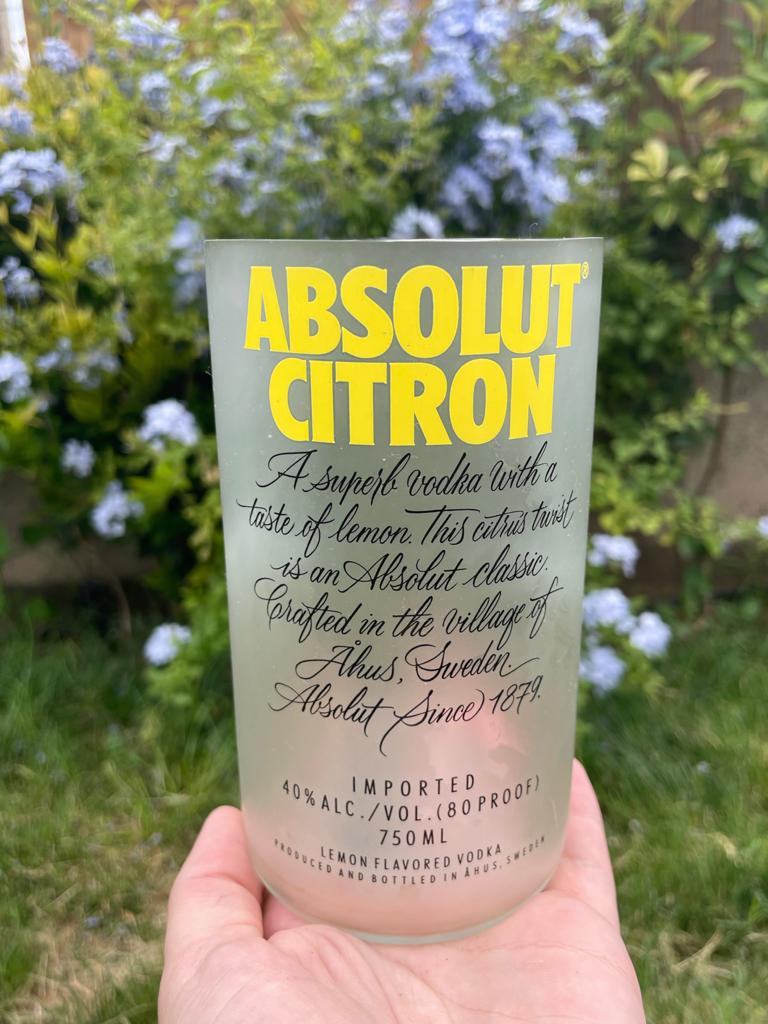 ABSOLUT®
CITRON
A superb vodka with a
taste of lemon. This citrus twist
is an Absolut classic.
Crafted in the village of
Åhus, Sweden.
Absolut Since 1879.
IMPORTED
40% ALC./VOL. (80 PROOF)
750 ML
LEMON FLAVORED VODKA
PRODUCED AND BOTTLED IN ÅHUS, SWEDEN